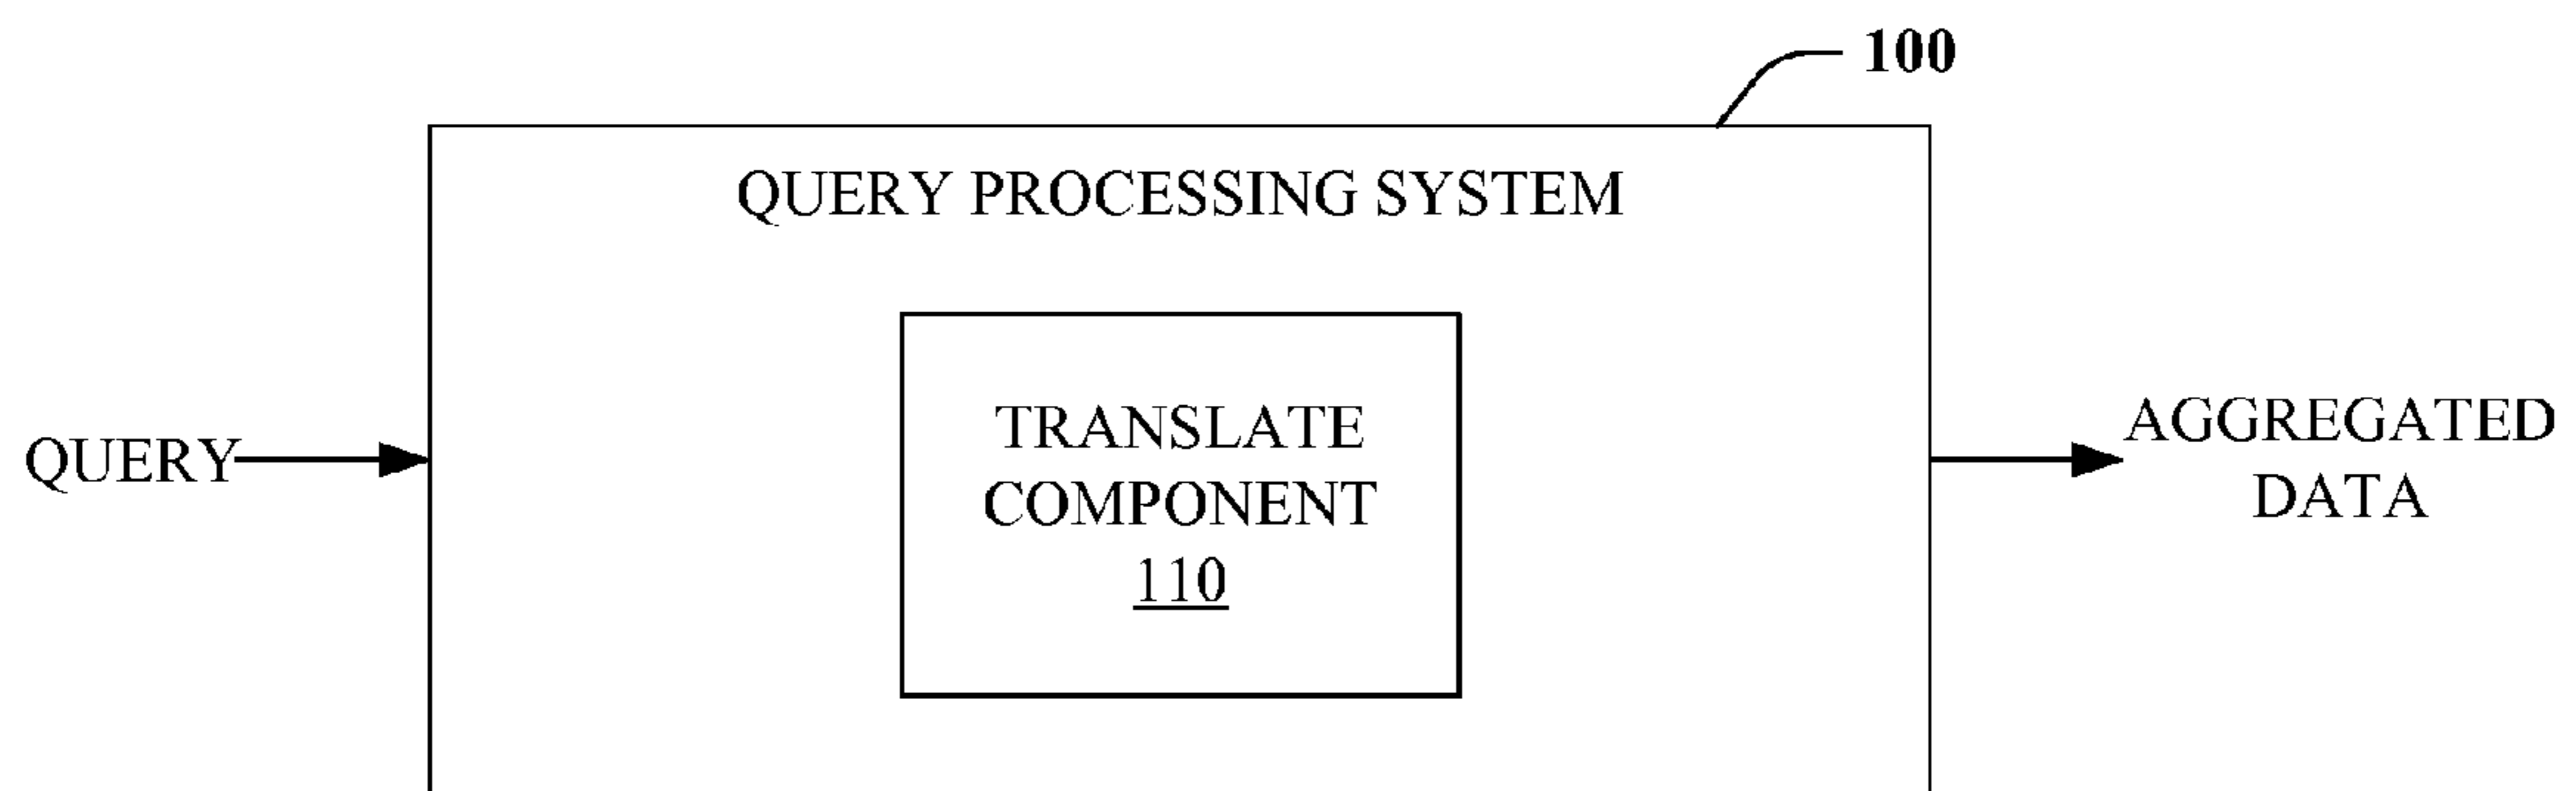 100
QUERY PROCESSING SYSTEM
TRANSLATE
COMPONENT
110
QUERY
AGGREGATED
DATA